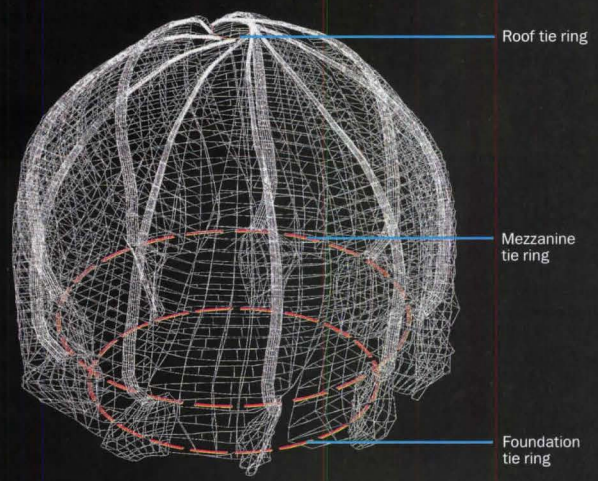 Roof tie ring
Mezzanine
tie ring
Foundation
tie ring